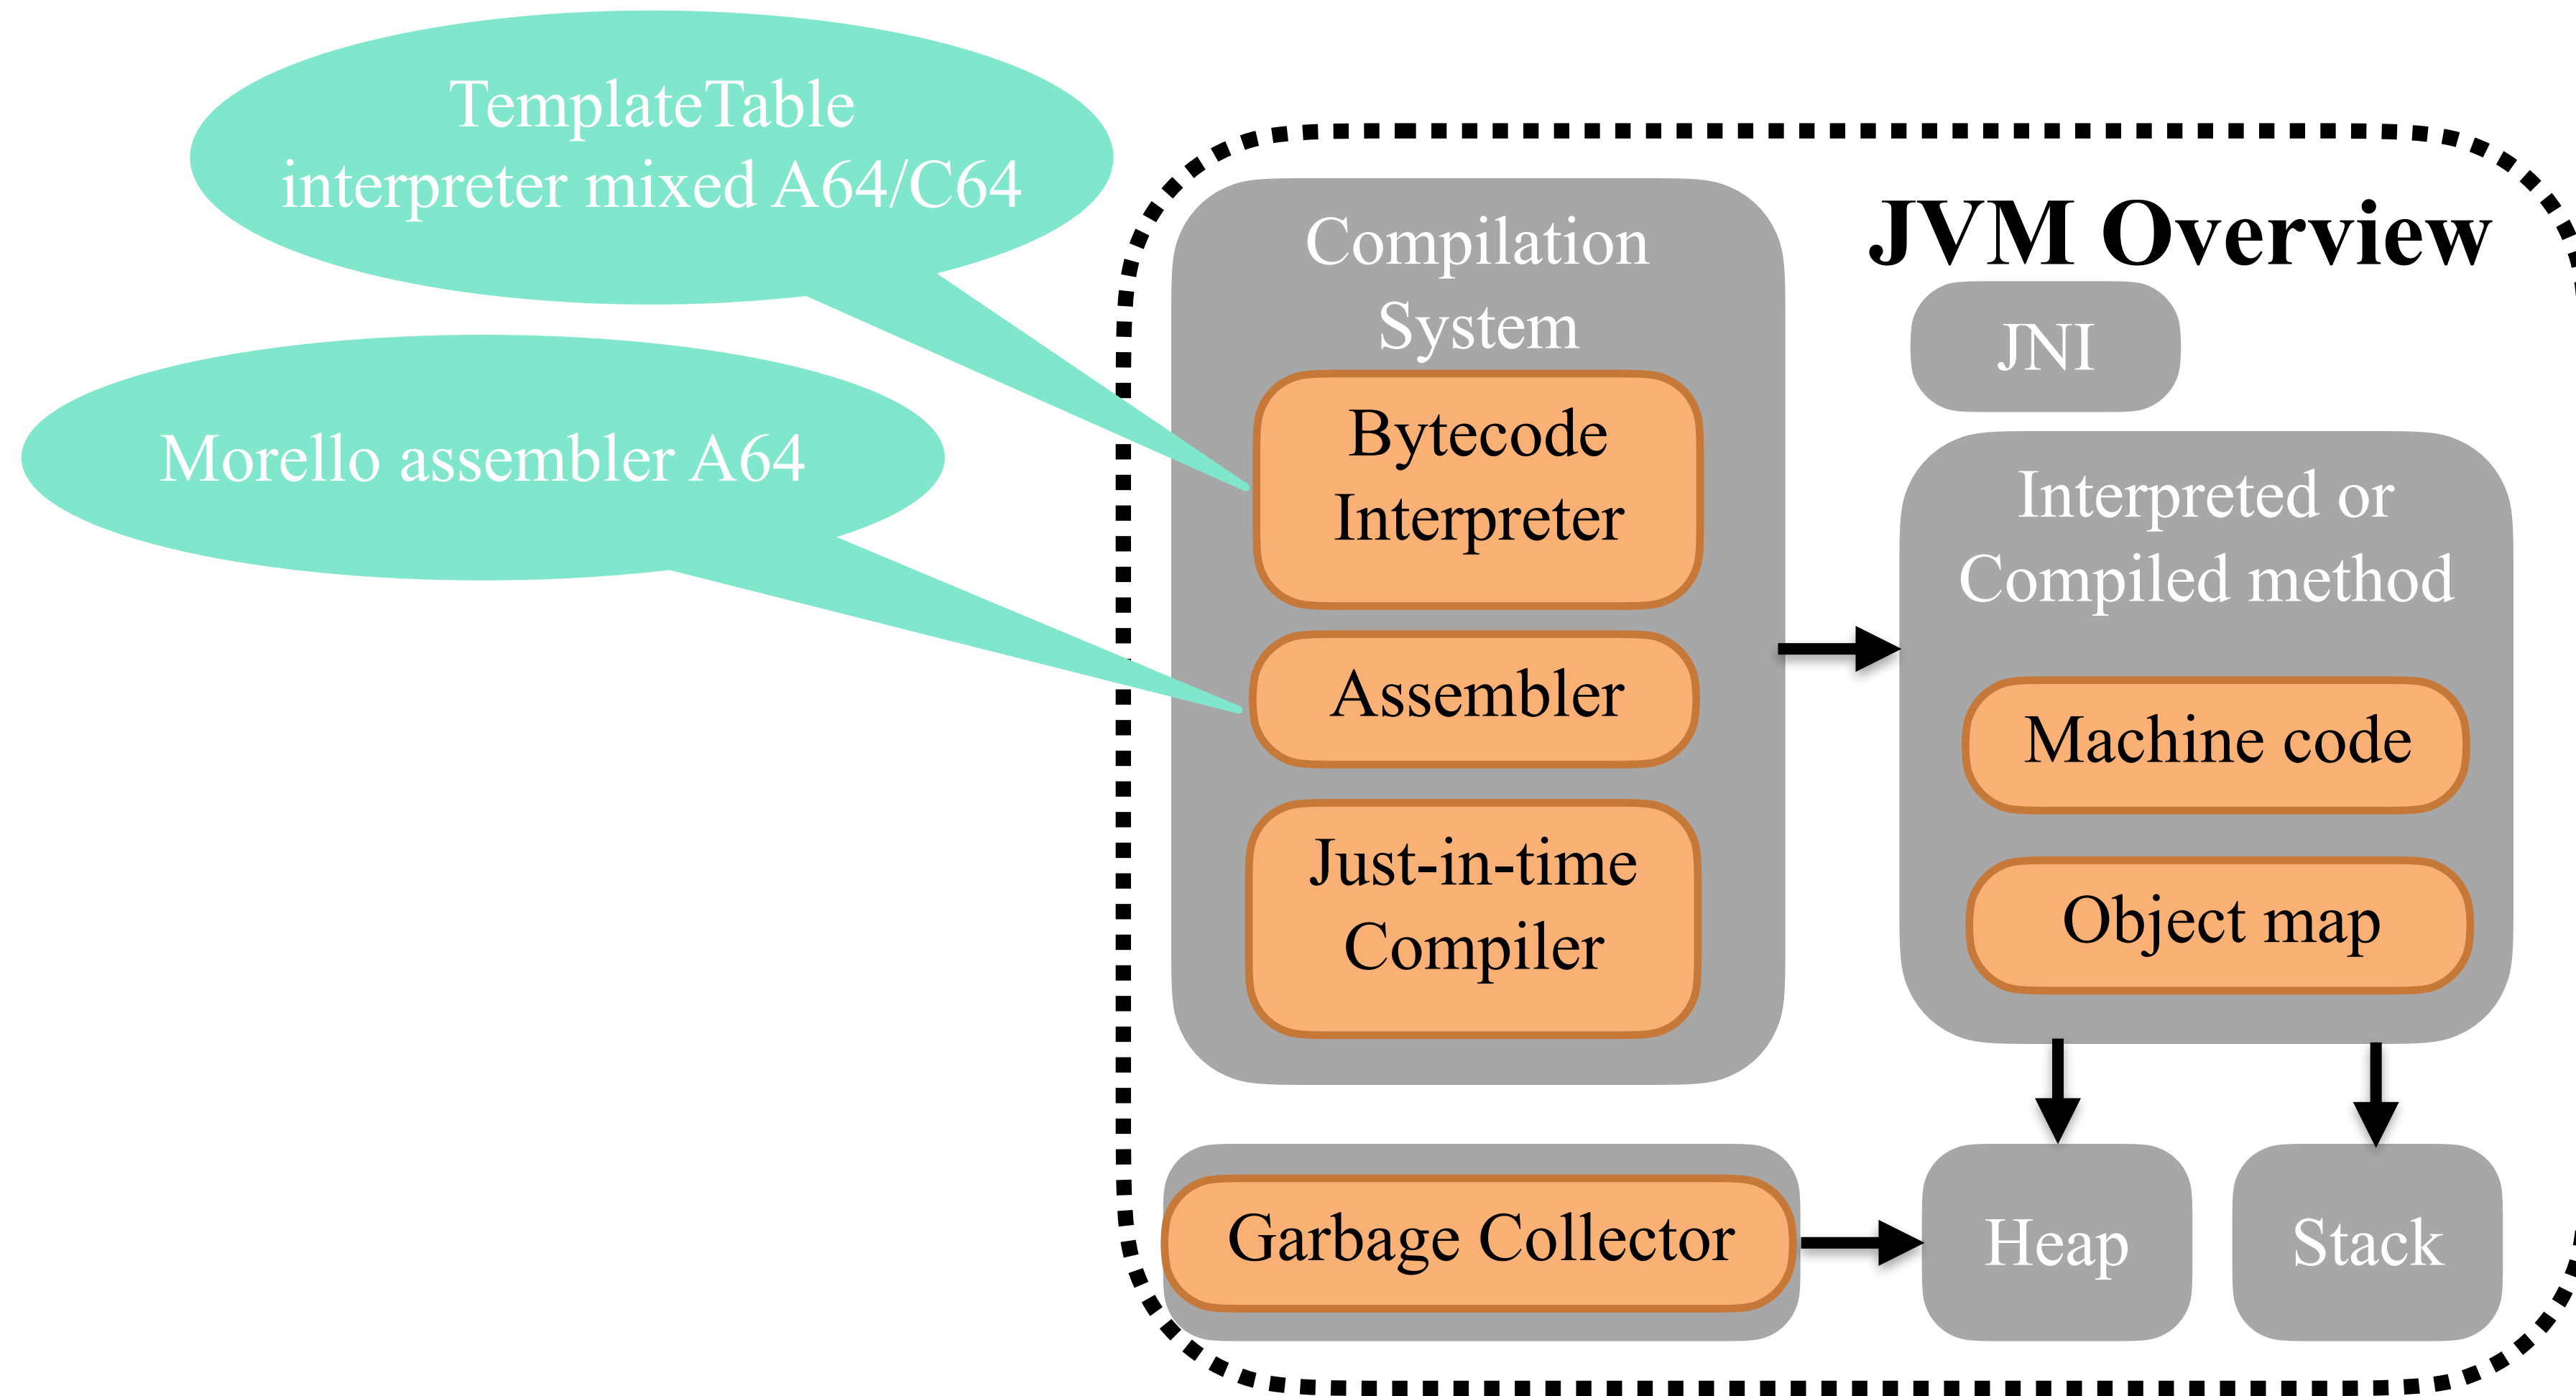 TemplateTable
interpreter mixed A64/C64
Morello assembler A64
JVM Overview
Compilation
System
Bytecode
Interpreter
Assembler
Just-in-time
Compiler
JNI
Interpreted or
Compiled method
Machine code
Object map
Garbage Collector
Heap
Stack